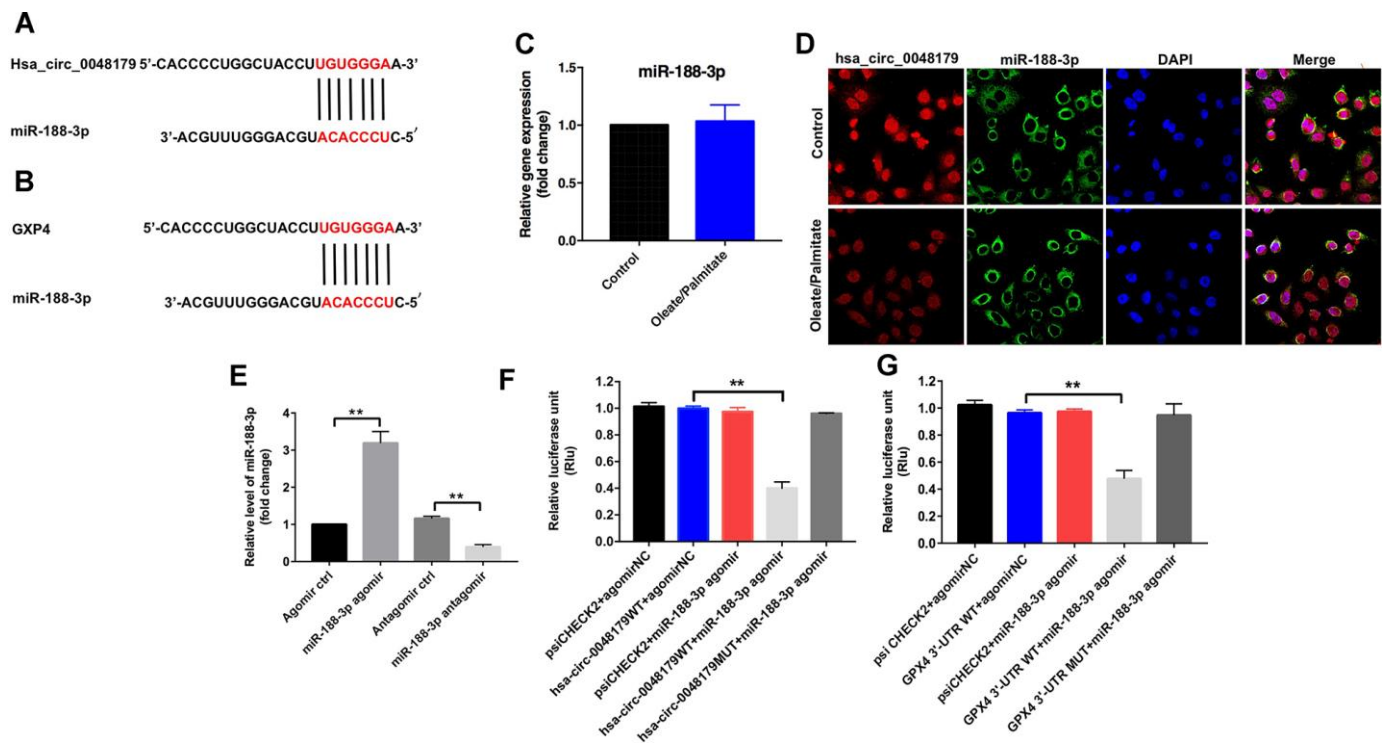 A
Hsa_circ_0048179 5'-CACCCCUGGCUACCUUGUGGGAA-3'
miR-188-3p 3'-ACGUUUGGGACGUACACCCUC-5'
B
GXP4 5'-CACCCCUGGCUACCUUGUGGGAA-3'
miR-188-3p 3'-ACGUUUGGGACGUACACCCUC-5'
C
miR-188-3p
Relative gene expression
(fold change)
1.5
1.0
0.5
0.0
Control
Oleate/Palmitate
D
hsa_circ_0048179 miR-188-3p DAPI Merge
Control
Oleate/Palmitate
E
Relative level of miR-188-3p
(fold change)
4
3
2
1
0
**
**
Agomir ctrl
miR-188-3p agomir
Antagomir ctrl
miR-188-3p antagomir
F
Relative luciferase unit
(Rlu)
1.2
1.0
0.8
0.6
0.4
0.2
0.0
**
psiCHECK2+agomirNC
hsa-circ-0048179WT+agomirNC
psiCHECK2+miR-188-3p agomir
hsa-circ-0048179WT+miR-188-3p agomir
hsa-circ-0048179MUT+miR-188-3p agomir
G
Relative luciferase unit
(Rlu)
1.2
1.0
0.8
0.6
0.4
0.2
0.0
**
psi CHECK2+agomirNC
GPX4 3'-UTR WT+agomirNC
psiCHECK2+miR-188-3p agomir
GPX4 3'-UTR WT+miR-188-3p agomir
GPX4 3'-UTR MUT+miR-188-3p agomir